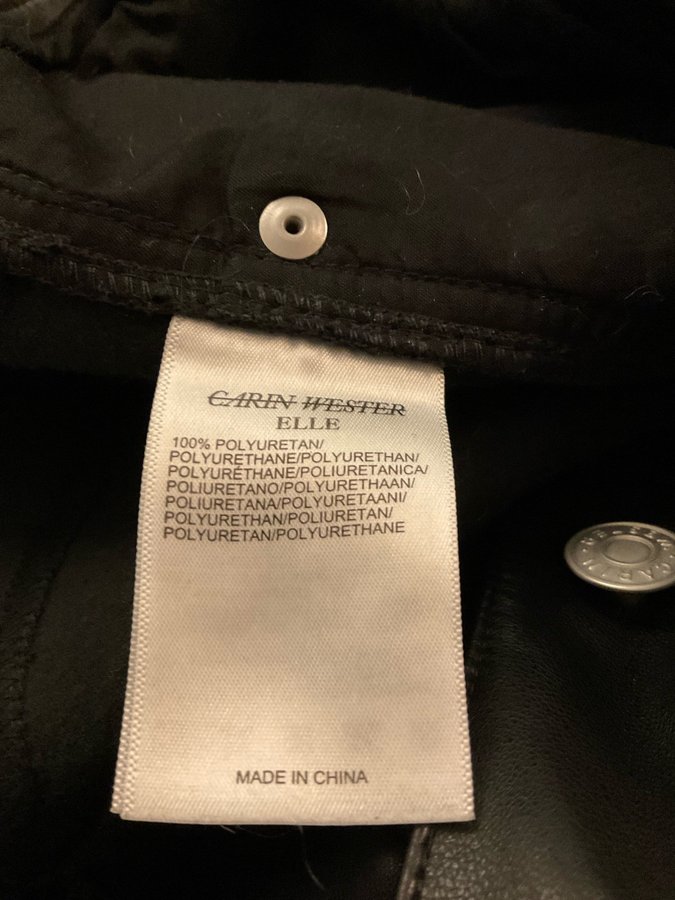 CARIN WESTER
ELLE
100% POLYURETAN/
POLYURETHANE/POLYURETHAN/
POLYURÉTHANE/POLIURETANICA/
POLIURETANO/POLYURETHAAN/
POLIURETANA/POLYURETAANI/
POLYURETHAN/POLIURETAN/
POLYURETAN/POLYURETHANE
MADE IN CHINA
CARIN